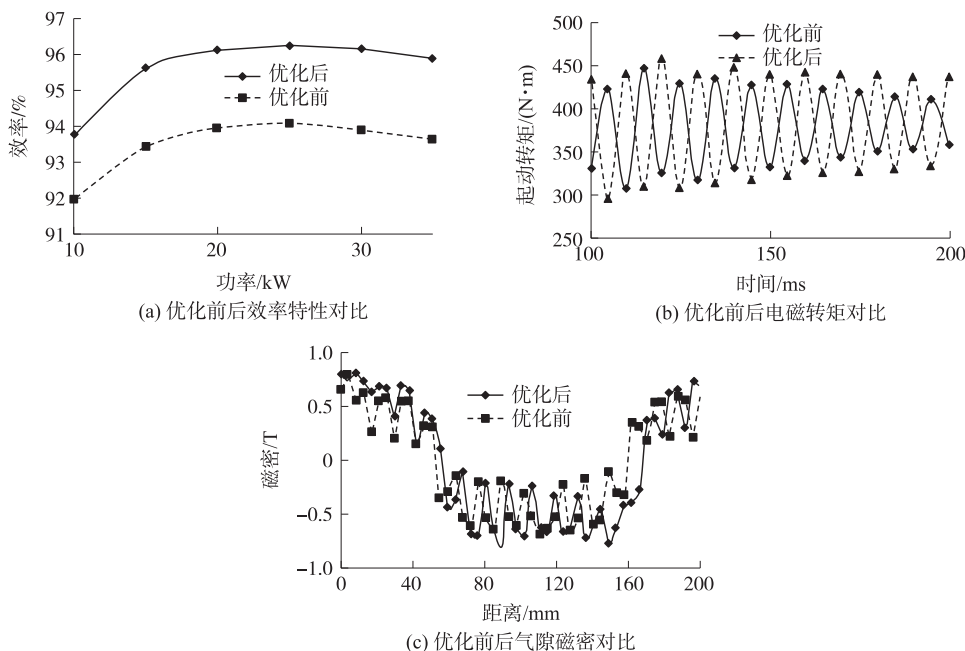 97
96
95
94
93
92
91
效率/%
优化后
优化前
10
20
30
功率/kW
(a) 优化前后效率特性对比
500
450
400
350
300
250
起动转矩/(N·m)
优化前
优化后
100
150
200
时间/ms
(b) 优化前后电磁转矩对比
1.0
0.5
0
−0.5
−1.0
磁密/T
优化后
优化前
0
40
80
120
160
200
距离/mm
(c) 优化前后气隙磁密对比